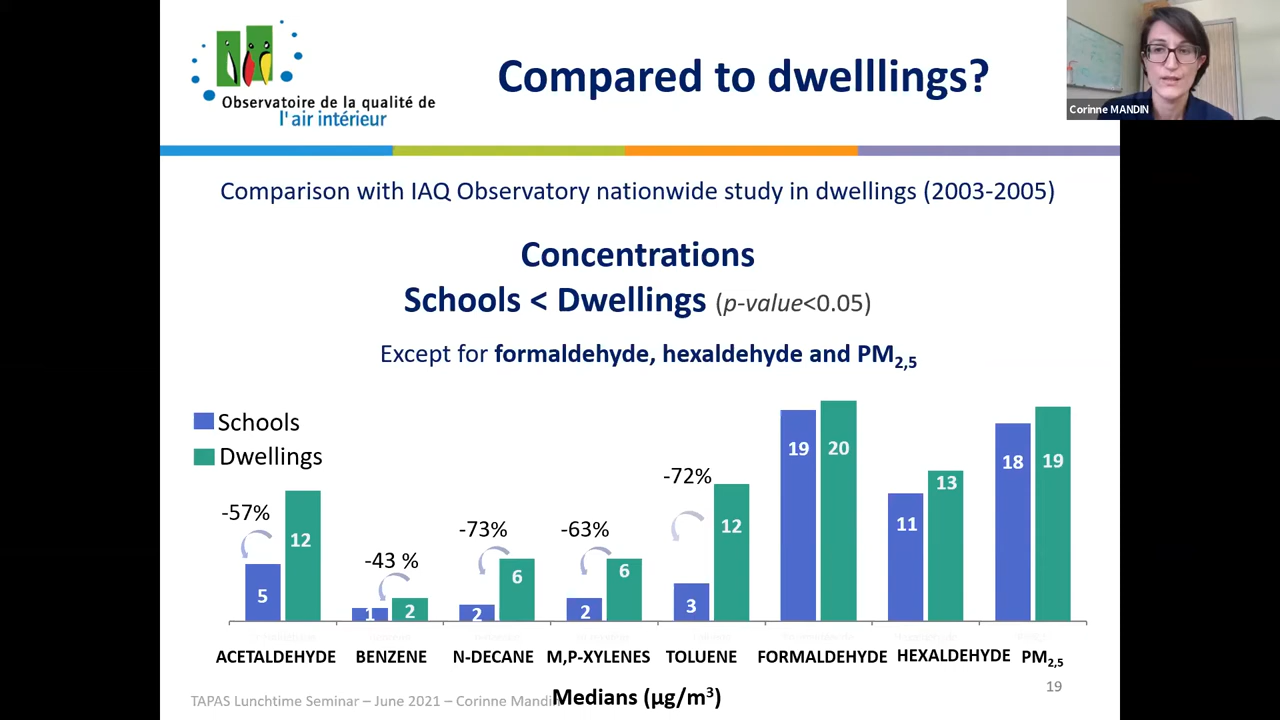 Observatoire de la qualité de
l'air intérieur
Compared to dwelllings?
Corinne MANDIN
Comparison with IAQ Observatory nationwide study in dwellings (2003-2005)
Concentrations
Schools < Dwellings (p-value<0.05)
Except for formaldehyde, hexaldehyde and PM2,5
Schools
Dwellings
-57%
-43 %
-73%
-63%
-72%
5 12 1 2 2 6 2 6 3 12 19 20 11 13 18 19
ACETALDEHYDE BENZENE N-DECANE M,P-XYLENES TOLUENE FORMALDEHYDE HEXALDEHYDE PM2,5
Medians (µg/m³)
TAPAS Lunchtime Seminar – June 2021 – Corinne Mandin
19